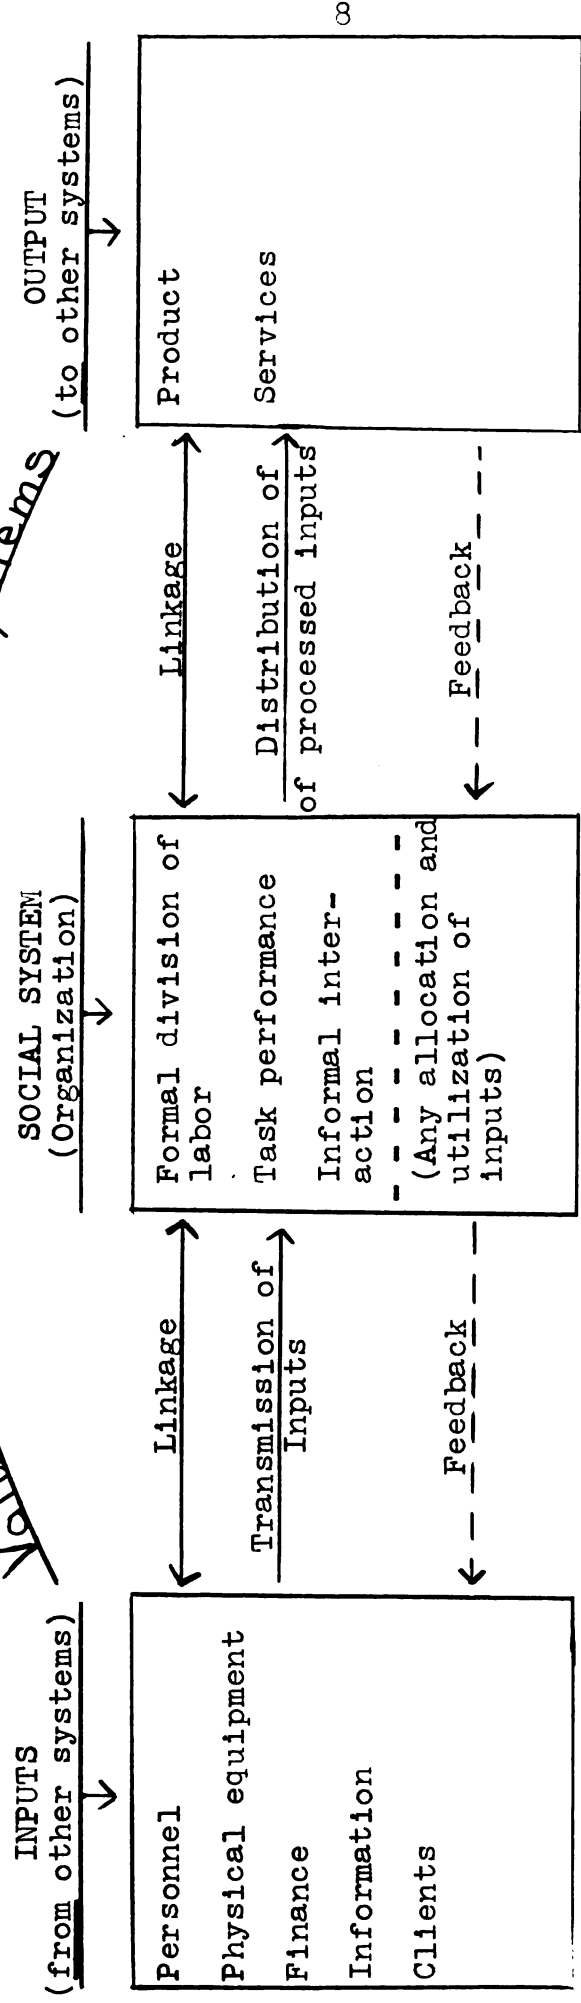 8
INPUTS
(from other systems)
Personnel
Physical equipment
Finance
Information
Clients
Linkage
Transmission of
Inputs
Feedback
SOCIAL SYSTEM
(Organization)
Formal division of
labor
Task performance
Informal inter-
action
(Any allocation and
utilization of
inputs)
Linkage
Distribution of
of processed inputs
Feedback
OUTPUT
(to other systems)
Product
Services